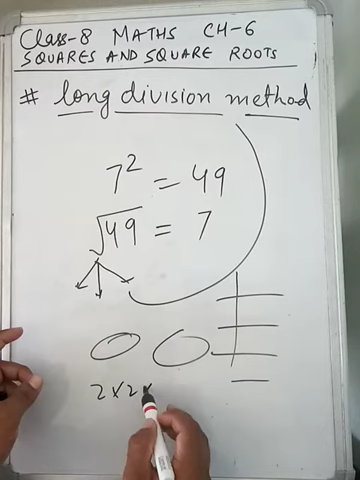 Class-8 MATHS CH-6
SQUARES AND SQUARE ROOTS
# long division method
7² = 49
√49 = 7
2×2×